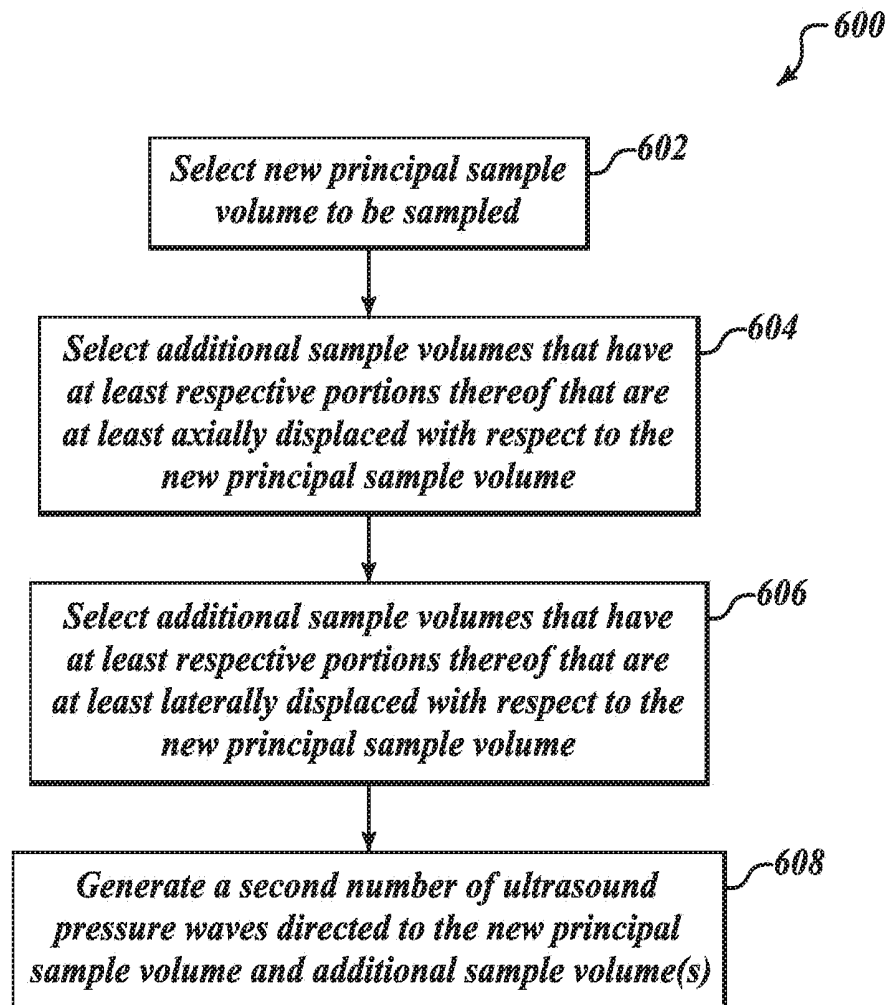 600
602
Select new principal sample
volume to be sampled
604
Select additional sample volumes that have
at least respective portions thereof that are
at least axially displaced with respect to the
new principal sample volume
606
Select additional sample volumes that have
at least respective portions thereof that are
at least laterally displaced with respect to the
new principal sample volume
608
Generate a second number of ultrasound
pressure waves directed to the new principal
sample volume and additional sample volume(s)